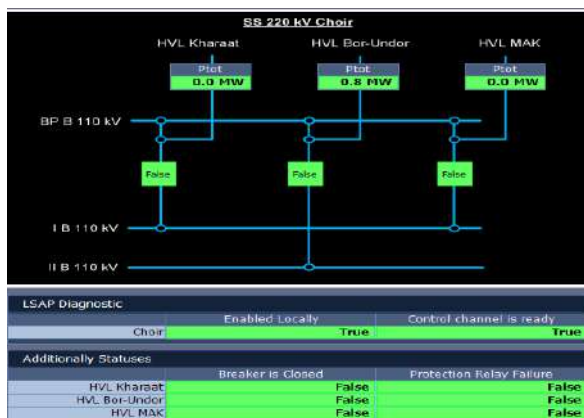 SS 220 kV Choir
HVL Kharaat HVL Bor-Undor HVL MAK
Ptot Ptot Ptot
0.0 MW 0.8 MW 0.0 MW
BP B 110 kV
False False False
I B 110 kV
II B 110 kV
LSAP Diagnostic
Enabled Locally Control channel is ready
Choir True True
Additionally Statuses
Breaker is Closed Protection Relay Failure
HVL Kharaat False False
HVL Bor-Undor False False
HVL MAK False False